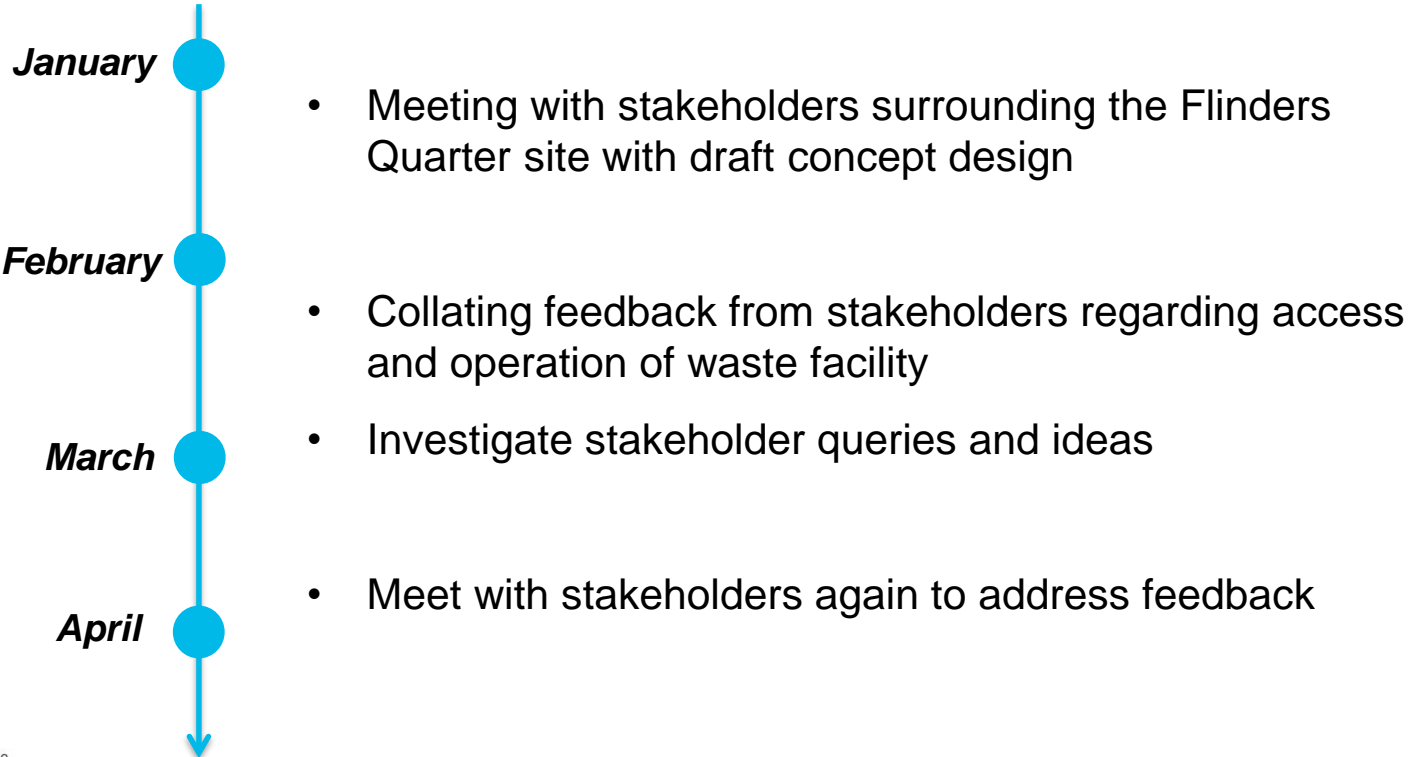 January
• Meeting with stakeholders surrounding the Flinders
Quarter site with draft concept design
February
• Collating feedback from stakeholders regarding access
and operation of waste facility
March
• Investigate stakeholder queries and ideas
• Meet with stakeholders again to address feedback
April